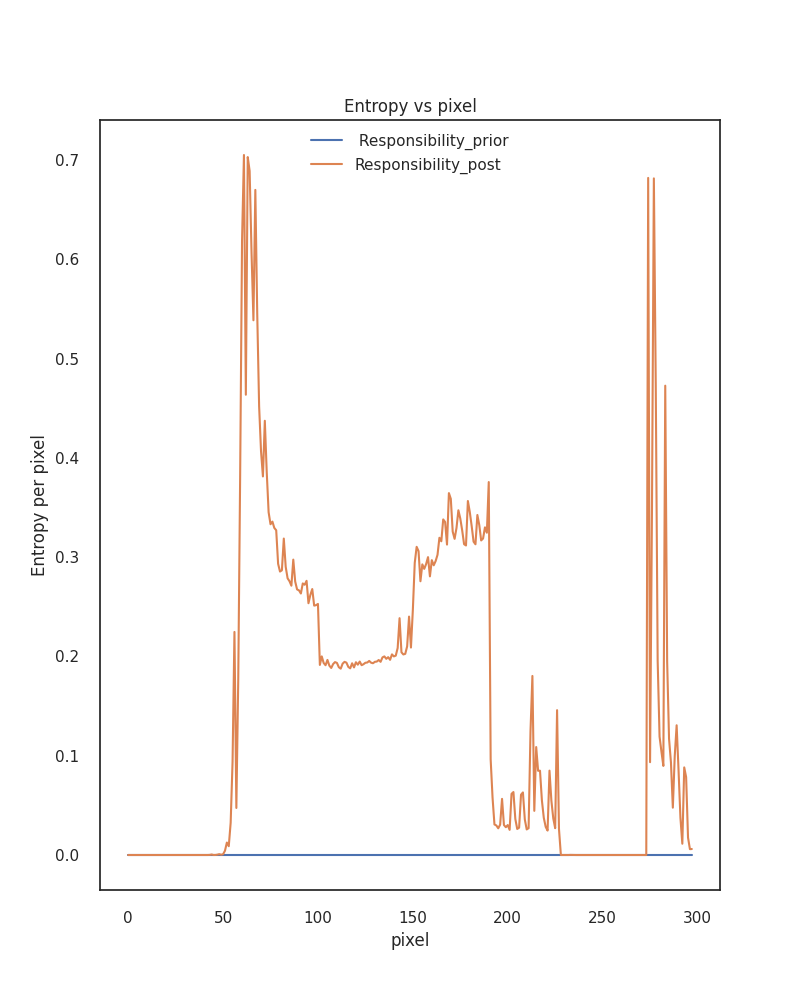 Entropy vs pixel
Responsibility_prior
Responsibility_post
0.7
0.6
0.5
0.4
0.3
0.2
0.1
0.0
Entropy per pixel
0 50 100 150 200 250 300
pixel